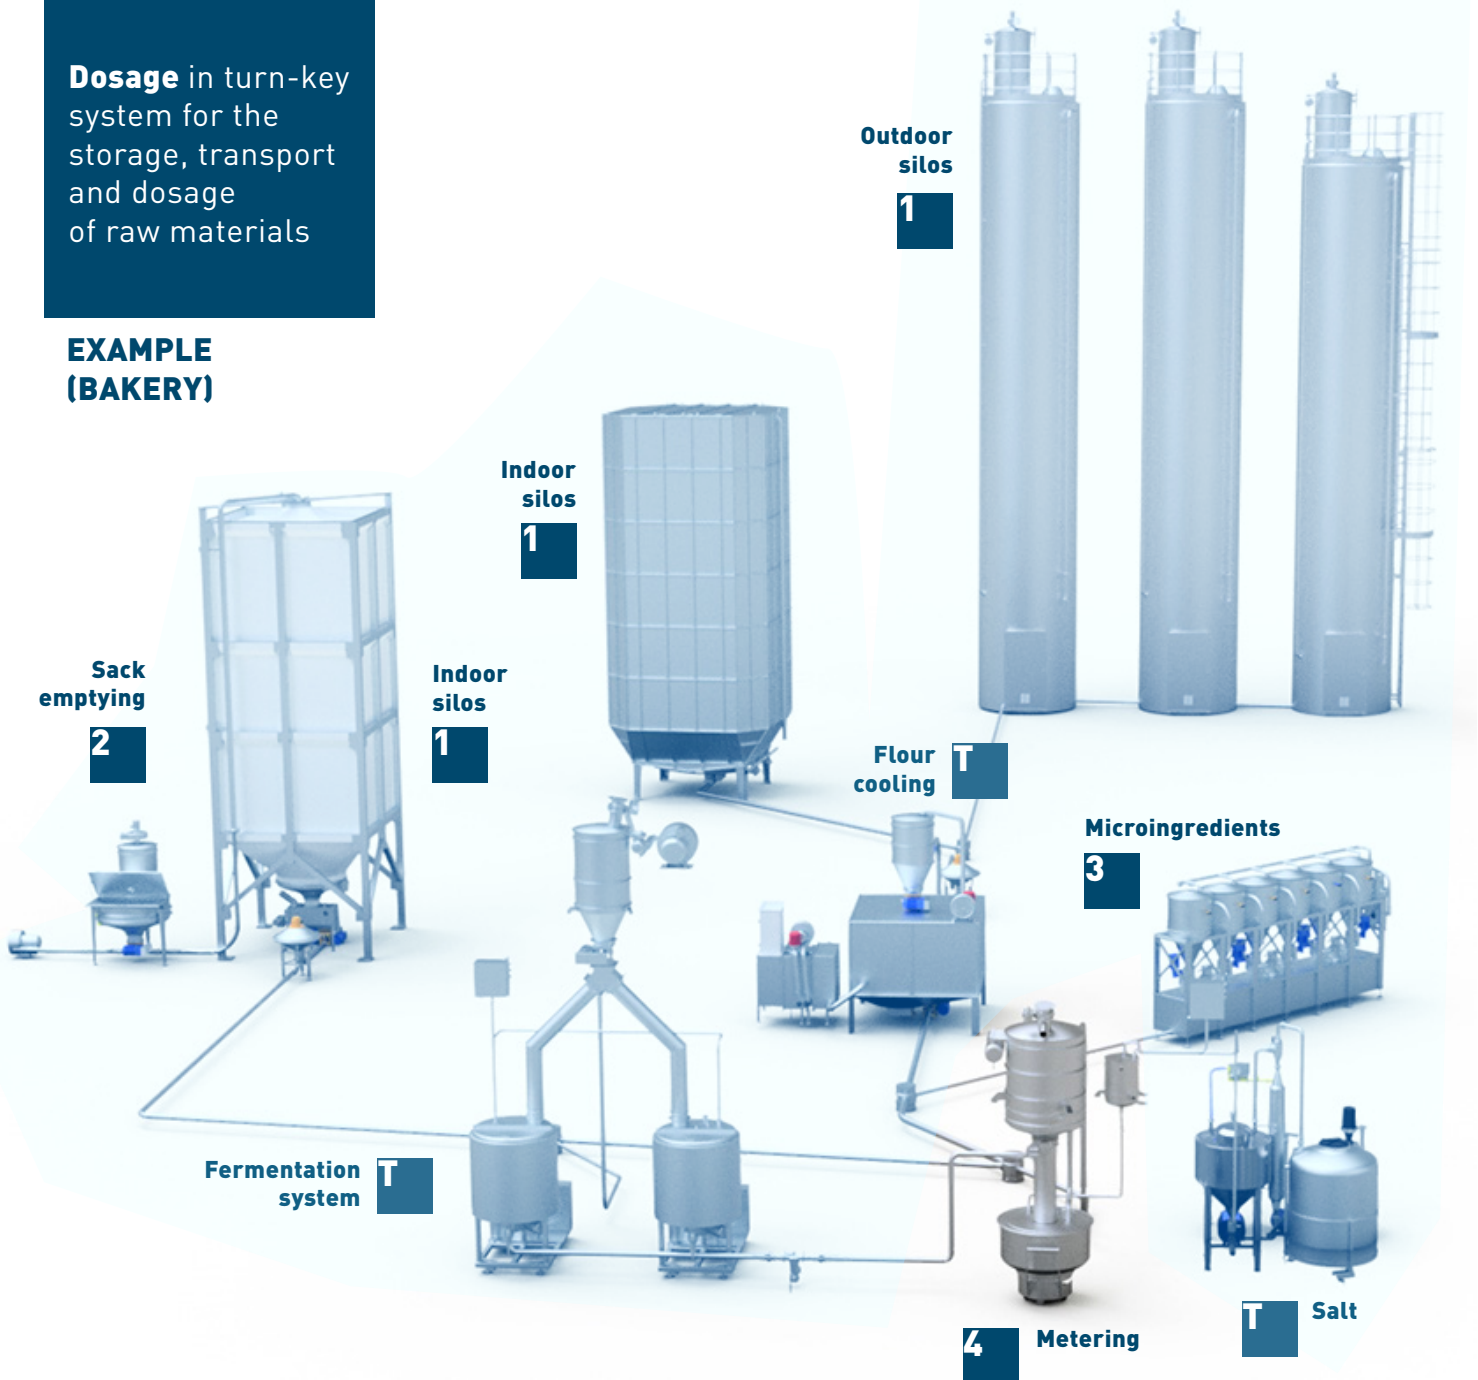 Dosage in turn-key
system for the
storage, transport
and dosage
of raw materials
EXAMPLE
(BAKERY)
Outdoor
silos
1
Indoor
silos
1
Sack
emptying
2
Indoor
silos
1
Flour
cooling
T
Microingredients
3
Fermentation
system
T
Salt
T
4
Metering